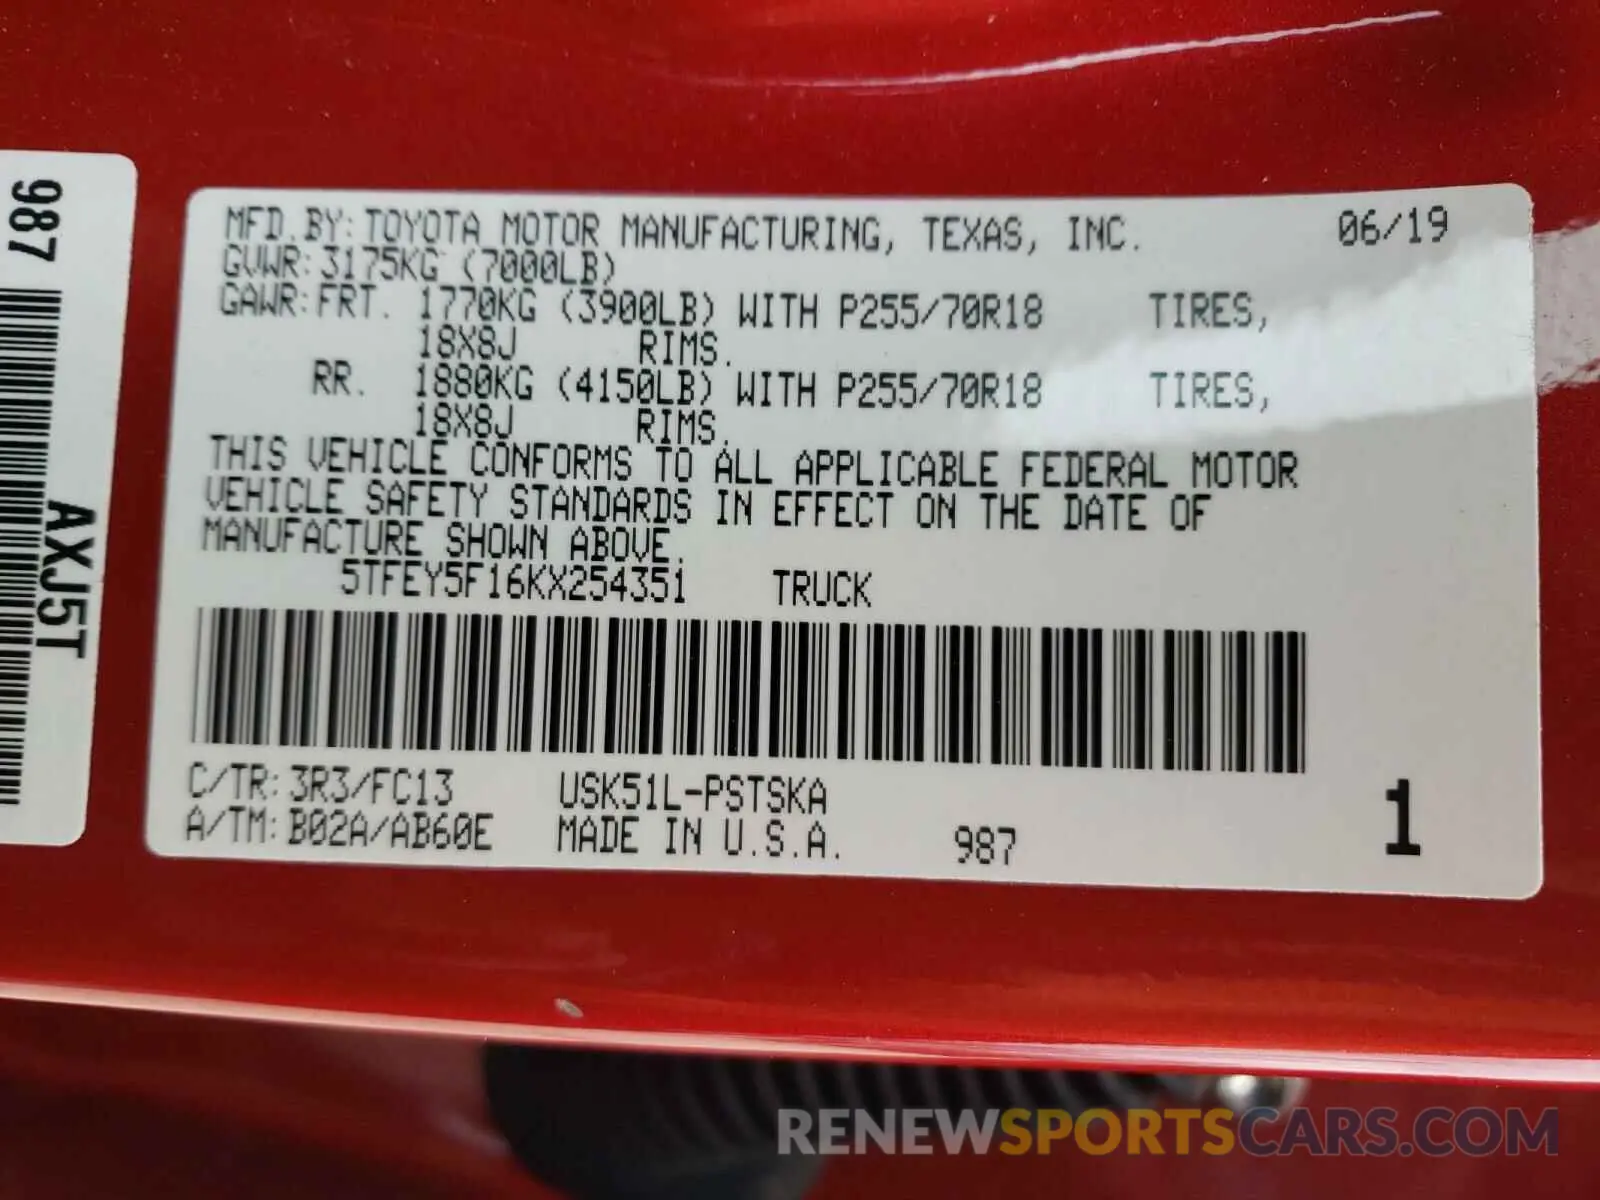 MFD.BY: TOYOTA MOTOR MANUFACTURING, TEXAS, INC. 06/19
GVWR: 3175KG (7000LB)
GAWR: FRT. 1770KG (3900LB) WITH P255/70R18 TIRES,
18X8J RIMS.
RR. 1880KG (4150LB) WITH P255/70R18 TIRES,
18X8J RIMS.
THIS VEHICLE CONFORMS TO ALL APPLICABLE FEDERAL MOTOR
VEHICLE SAFETY STANDARDS IN EFFECT ON THE DATE OF
MANUFACTURE SHOWN ABOVE.
5TFEY5F16KX254351 TRUCK
C/TR: 3R3/FC13 USK51L-PSTSKA
A/TM: B02A/AB60E MADE IN U.S.A. 987 1
987
AXJ5T
RENEWSPORTSCARS.COM